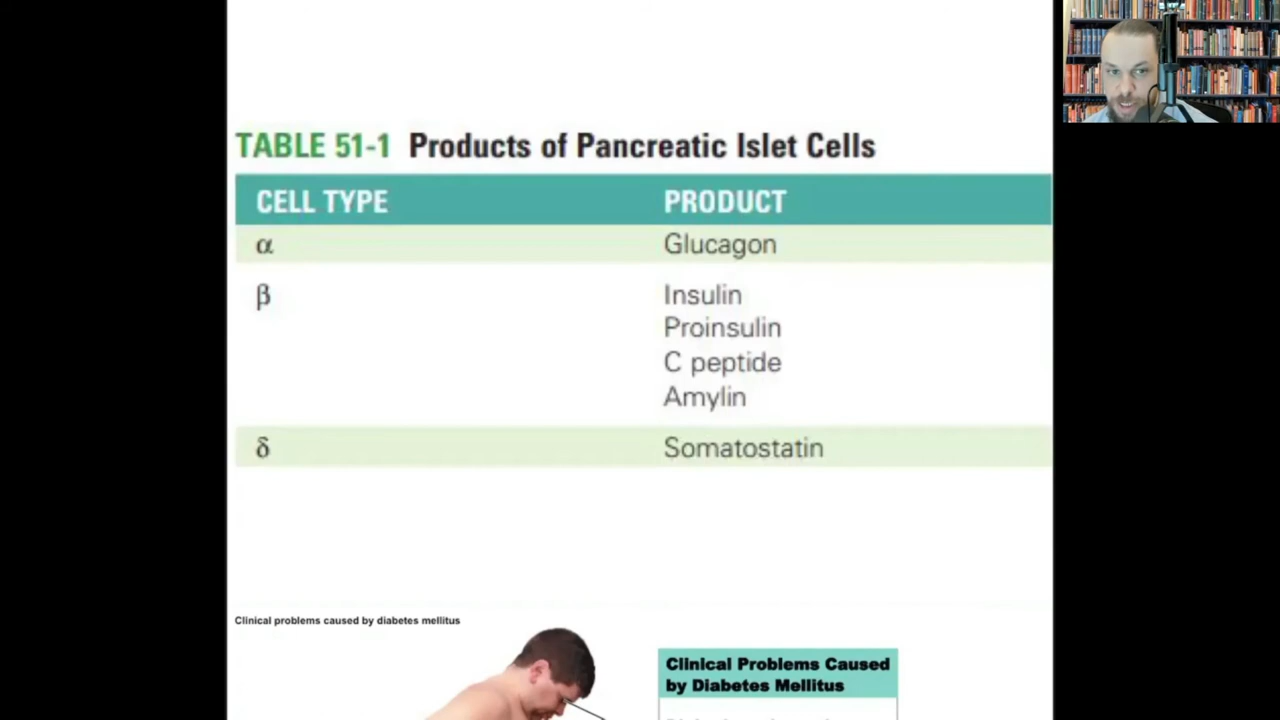 TABLE 51-1 Products of Pancreatic Islet Cells
CELL TYPE PRODUCT
α Glucagon
β Insulin
Proinsulin
C peptide
Amylin
δ Somatostatin
Clinical problems caused by diabetes mellitus
Clinical Problems Caused
by Diabetes Mellitus